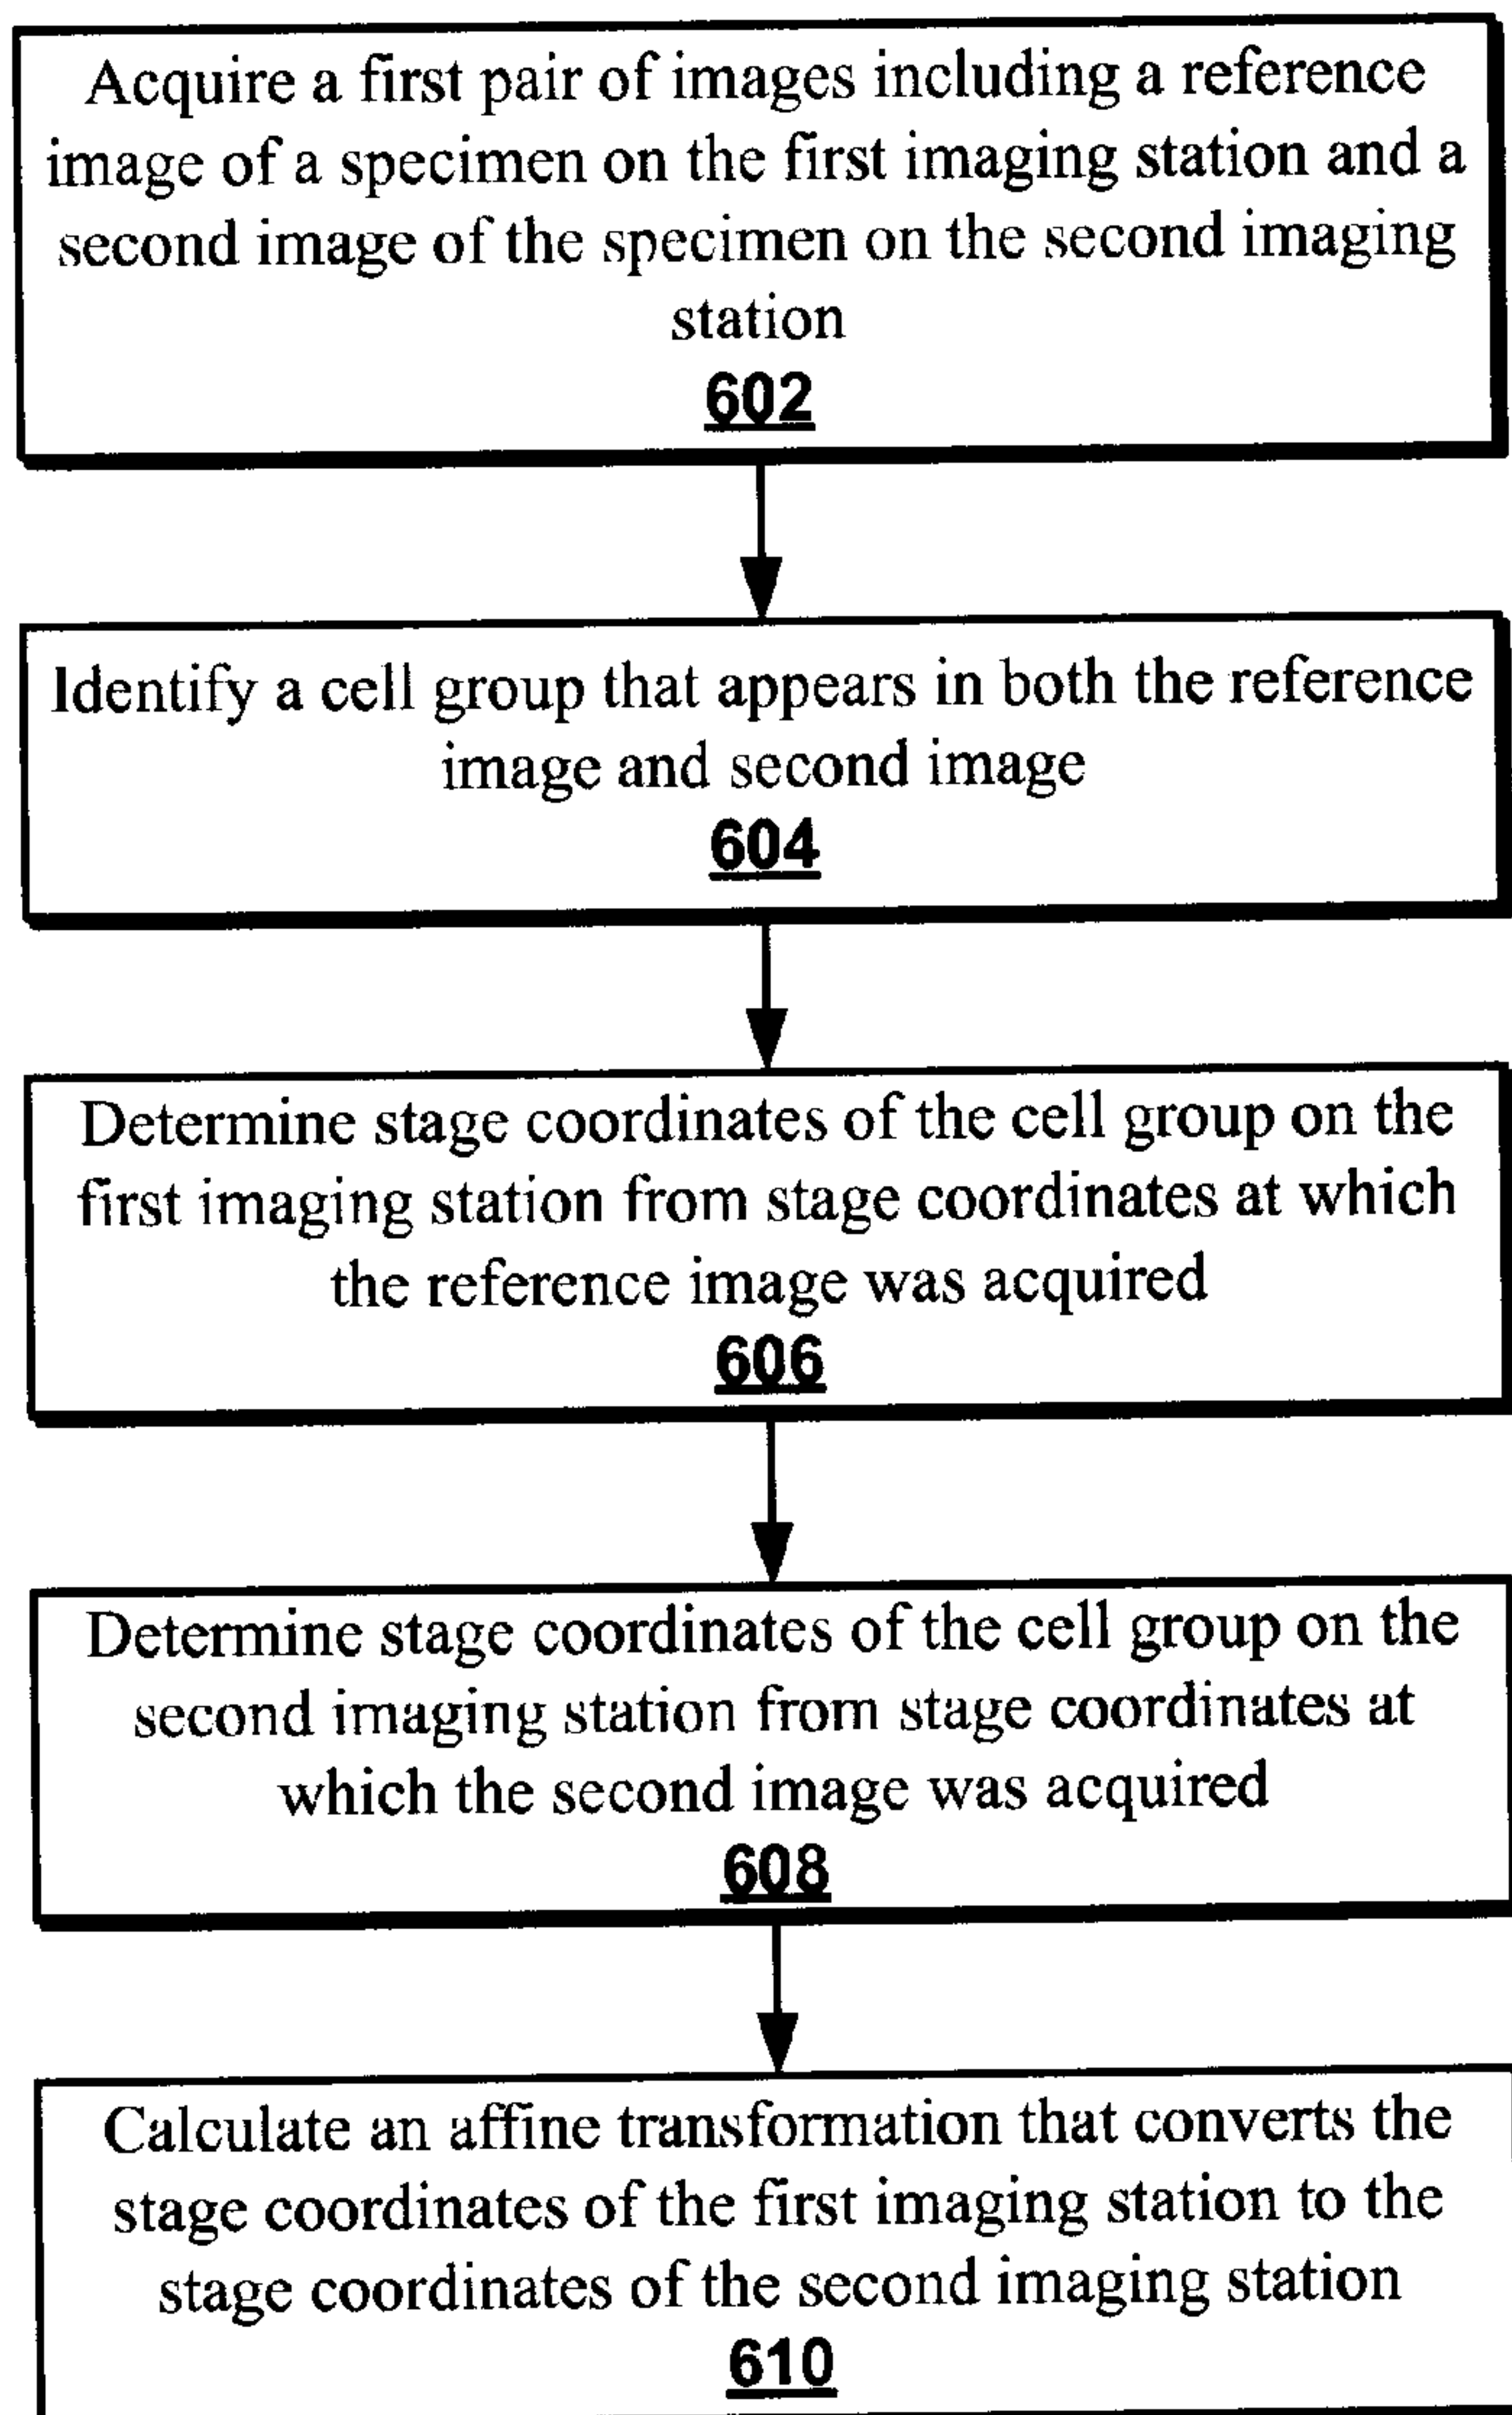 Acquire a first pair of images including a reference
image of a specimen on the first imaging station and a
second image of the specimen on the second imaging
station
602
Identify a cell group that appears in both the reference
image and second image
604
Determine stage coordinates of the cell group on the
first imaging station from stage coordinates at which
the reference image was acquired
606
Determine stage coordinates of the cell group on the
second imaging station from stage coordinates at
which the second image was acquired
608
Calculate an affine transformation that converts the
stage coordinates of the first imaging station to the
stage coordinates of the second imaging station
610